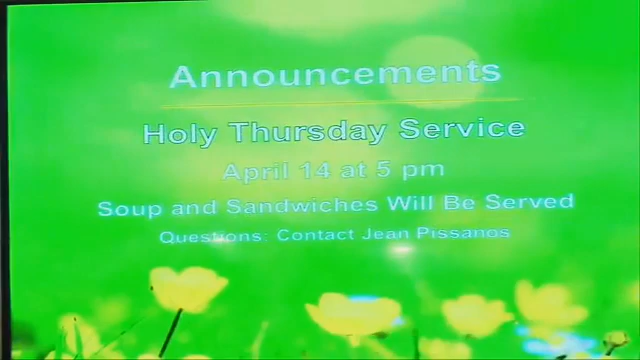 Announcements
Holy Thursday Service
April 14 at 5 pm
Soup and Sandwiches Will Be Served
Questions: Contact Jean Pissanos